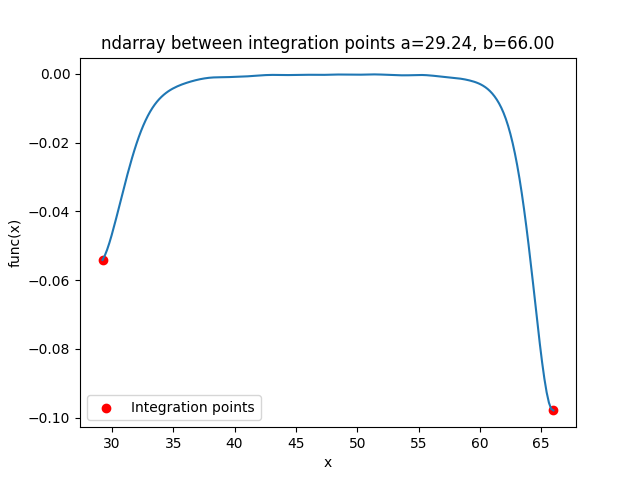 ndarray between integration points a=29.24, b=66.00
0.00
−0.02
−0.04
−0.06
−0.08
−0.10
func(x)
Integration points
30 35 40 45 50 55 60 65
x